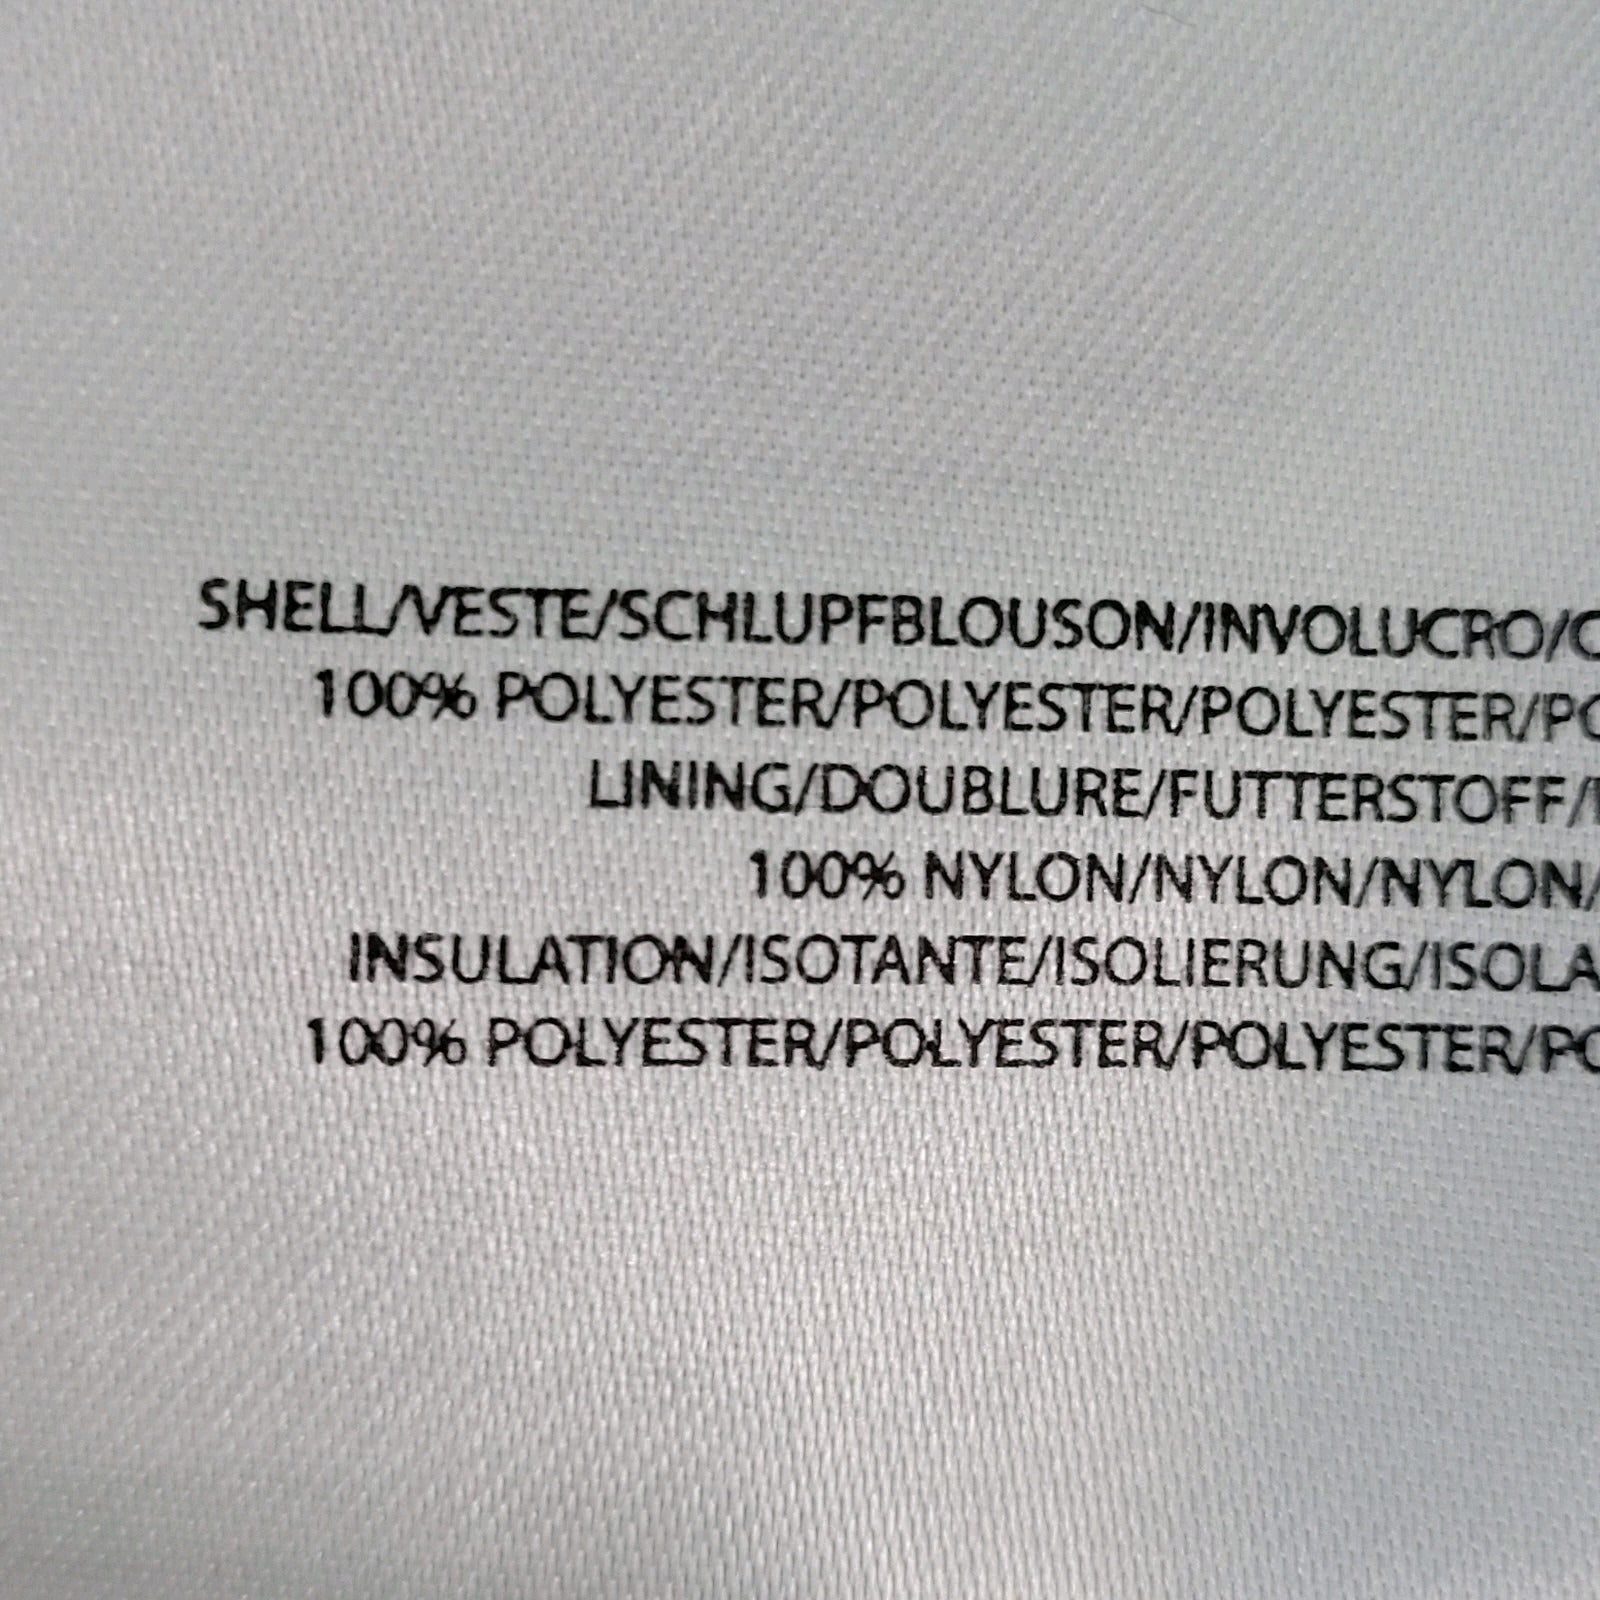 SHELL/VESTE/SCHLUPFBLOUSON/INVOLUCRO/
100% POLYESTER/POLYESTER/POLYESTER/
LINING/DOUBLURE/FUTTERSTOFF/
100% NYLON/NYLON/NYLON/
INSULATION/ISOTANTE/ISOLIERUNG/
100% POLYESTER/POLYESTER/POLYESTER/